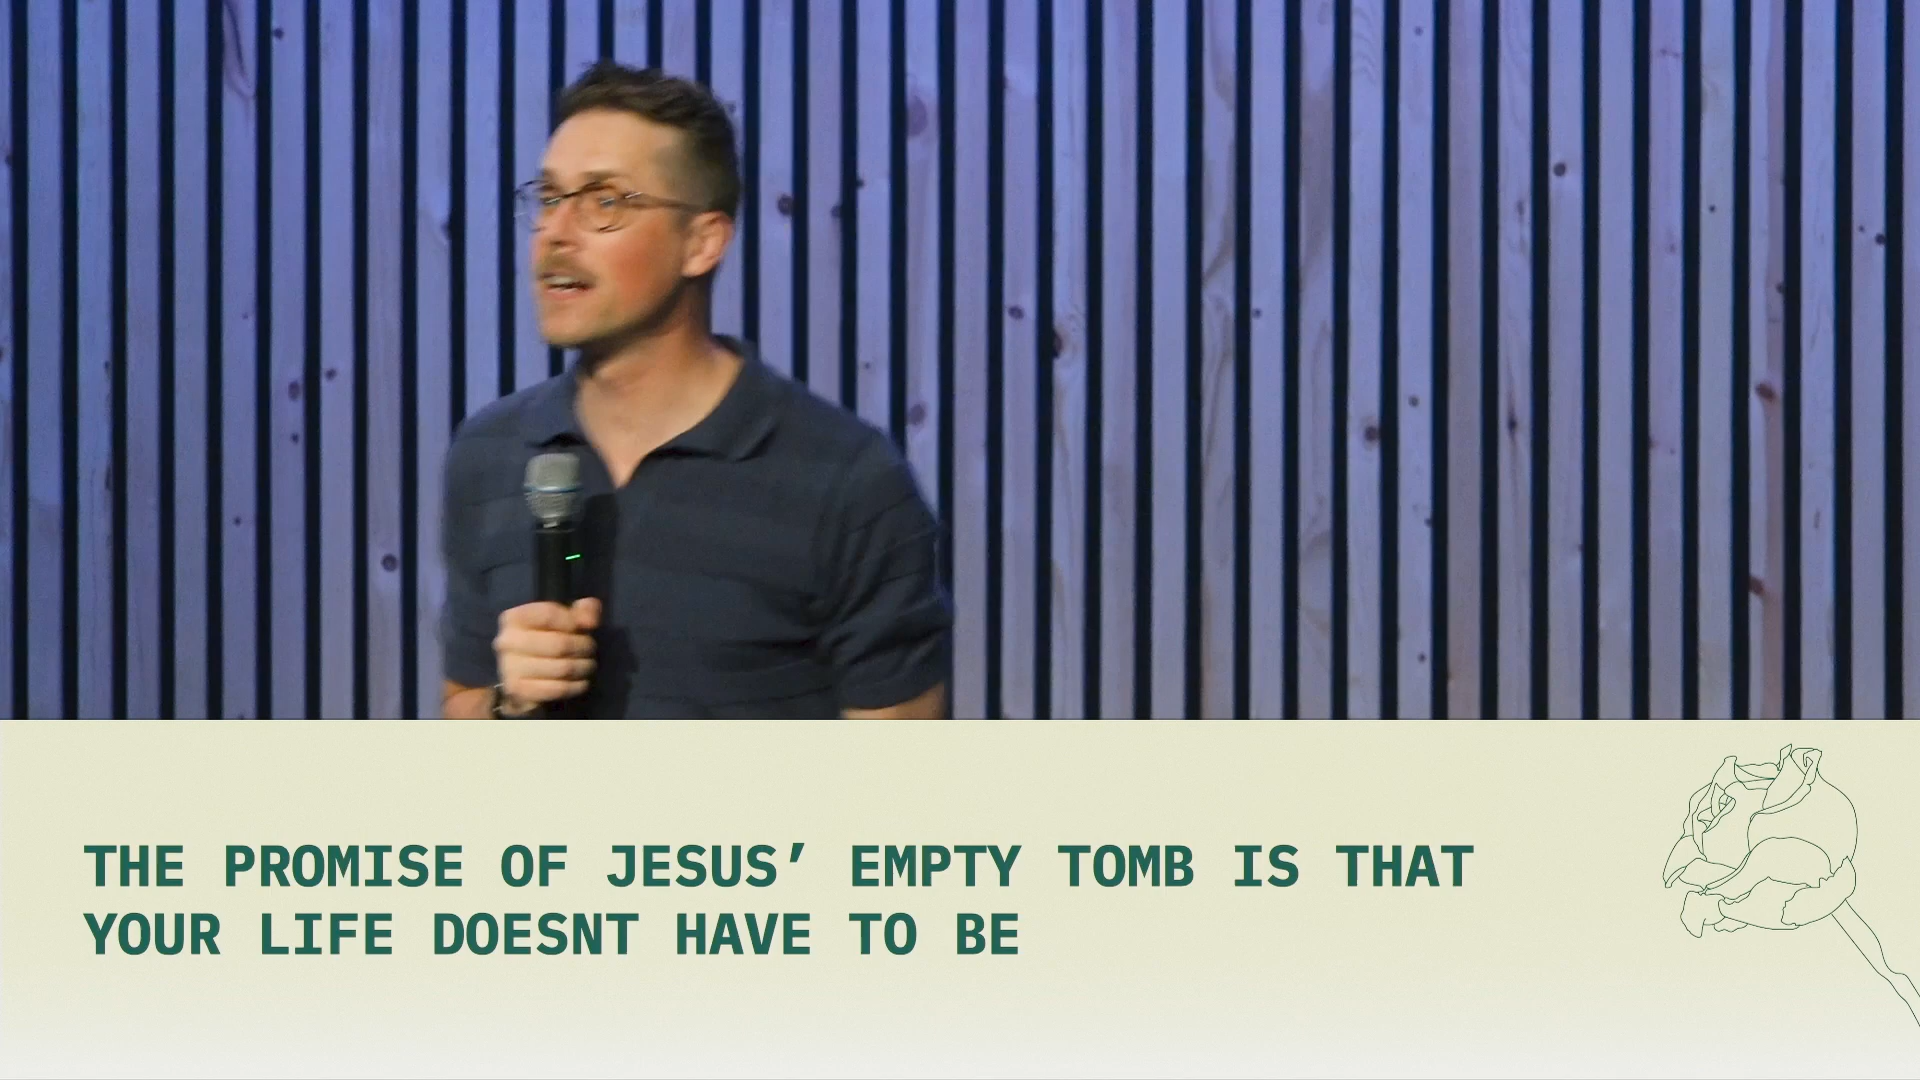 THE PROMISE OF JESUS’ EMPTY TOMB IS THAT
YOUR LIFE DOESNT HAVE TO BE